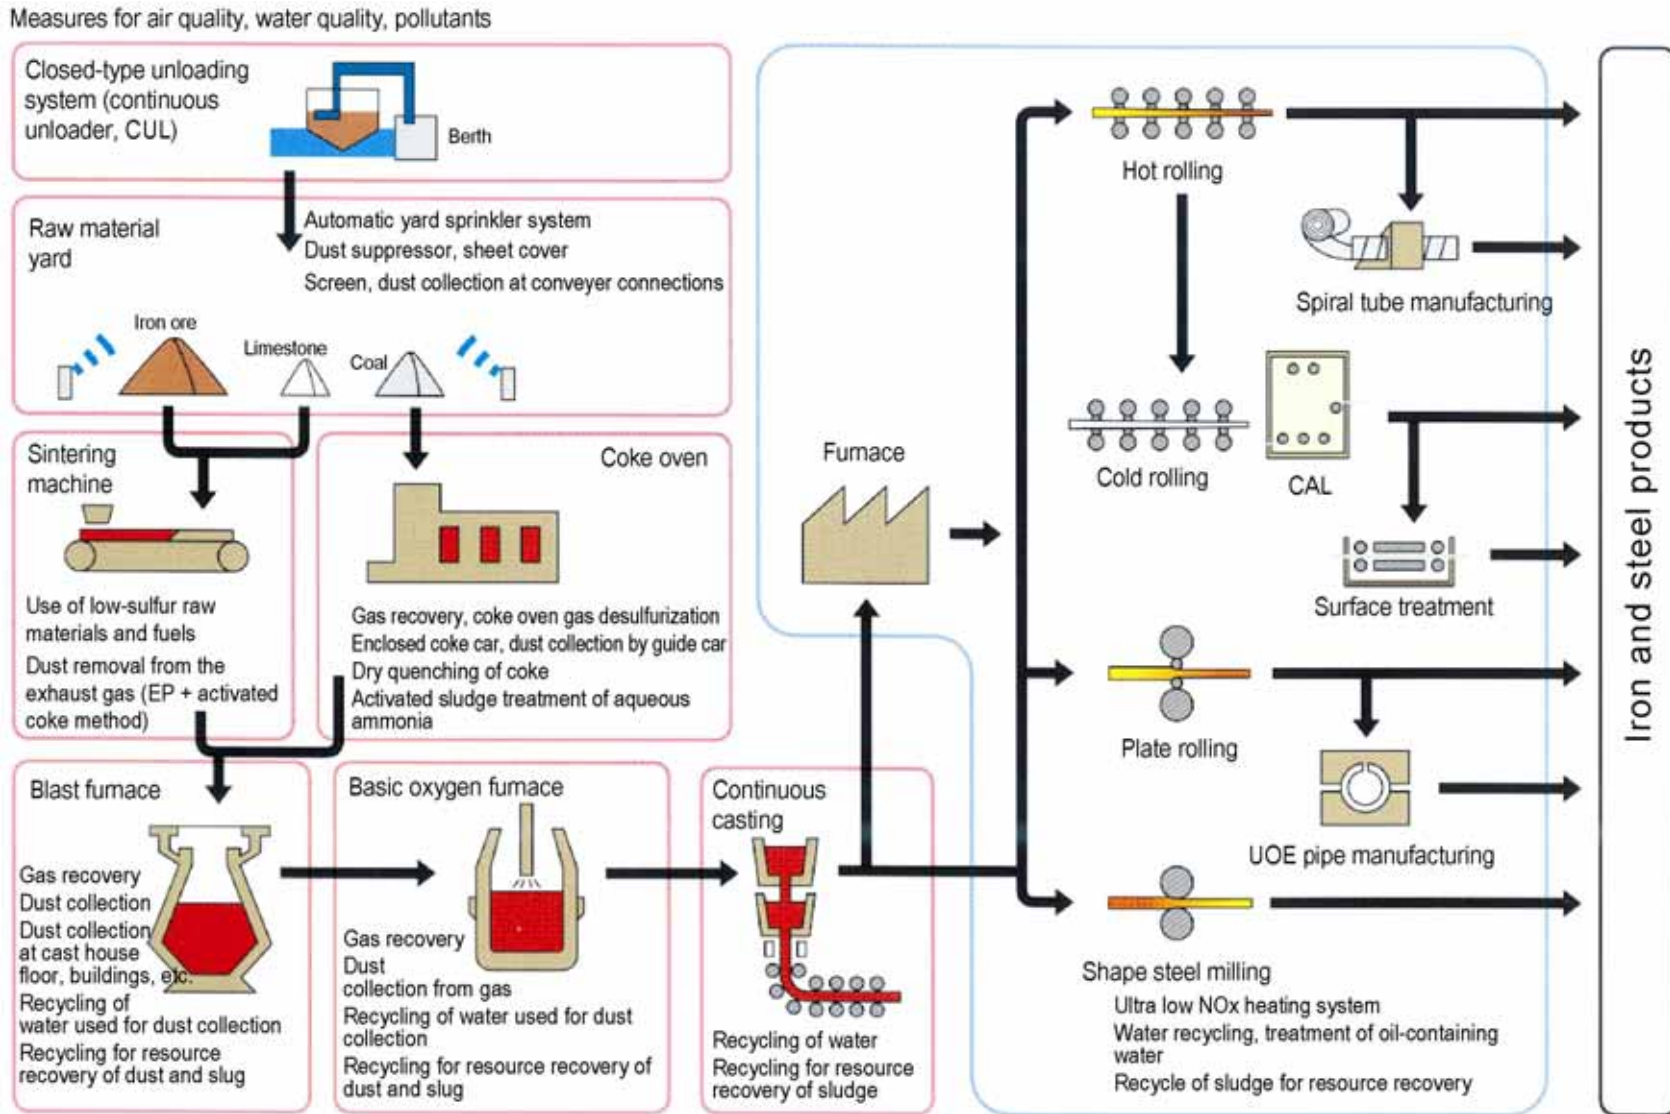 Measures for air quality, water quality, pollutants
Closed-type unloading
system (continuous
unloader, CUL)
Berth
Raw material
yard
Automatic yard sprinkler system
Dust suppressor, sheet cover
Screen, dust collection at conveyer connections
Iron ore
Limestone
Coal
Sintering
machine
Use of low-sulfur raw
materials and fuels
Dust removal from the
exhaust gas (EP + activated
coke method)
Coke oven
Gas recovery, coke oven gas desulfurization
Enclosed coke car, dust collection by guide car
Dry quenching of coke
Activated sludge treatment of aqueous
ammonia
Blast furnace
Gas recovery
Dust collection
Dust collection
at cast house
floor, buildings, etc.
Recycling of
water used for dust collection
Recycling for resource
recovery of dust and slug
Basic oxygen furnace
Gas recovery
Dust
collection from gas
Recycling of water used for dust
collection
Recycling for resource recovery of
dust and slug
Continuous
casting
Recycling of water
Recycling for resource
recovery of sludge
Furnace
Hot rolling
Spiral tube manufacturing
Cold rolling
CAL
Surface treatment
Plate rolling
UOE pipe manufacturing
Shape steel milling
Ultra low NOx heating system
Water recycling, treatment of oil-containing
water
Recycle of sludge for resource recovery
Iron and steel products